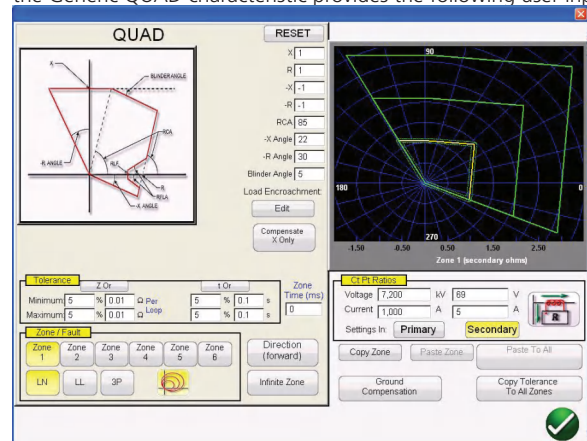 the Generic QUAD characteristic provides the following user inp
QUAD
RESET
X
BLINDERANGLE
RCA
-R ANGLE
RLF
-R
RFLA
-X ANGLE
X 1
R 1
-X -1
-R -1
RCA 85
-X Angle 22
-R Angle 30
Blinder Angle 5
Load Encroachment:
Edit
Compensate
X Only
90
180
0
270
-1.50 -0.50 0.50 1.50 2.50
Zone 1 (secondary ohms)
Tolerance
Z Or
t Or
Minimum: 5 % 0.01 Ω Per Loop 5 % 0.1 s
Maximum: 5 % 0.01 Ω 5 % 0.1 s
Zone
Time (ms)
0
Ct Pt Ratios
Voltage 7,200 kV 69 V
Current 1,000 A 5 A
Settings In: Primary Secondary
R
Zone / Fault
Zone 1 Zone 2 Zone 3 Zone 4 Zone 5 Zone 6
LN LL 3P
Direction
(forward)
Infinite Zone
Copy Zone Paste Zone Paste To All
Ground
Compensation
Copy Tolerance
To All Zones